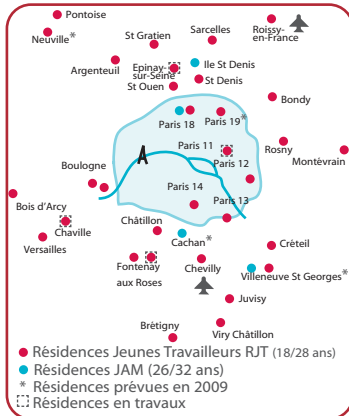 Pontoise
Neuville *
St Gratien
Sarcelles
Roissy-
en-France
Argenteuil
Epinay-
sur-Seine
Ile St Denis
St Denis
St Ouen
Bondy
Paris 18
Paris 19 *
Paris 11
Paris 12
Rosny
Montèvrain
Boulogne
Paris 14
Paris 13
Bois d'Arcy
Chaville
Versailles
Châtillon
Cachan *
Créteil
Fontenay
aux Roses
Chevilly
Villeneuve St Georges *
Juvisy
Brétigny
Viry Châtillon
Résidences Jeunes Travailleurs RJT (18/28 ans)
Résidences JAM (26/32 ans)
* Résidences prévues en 2009
Résidences en travaux